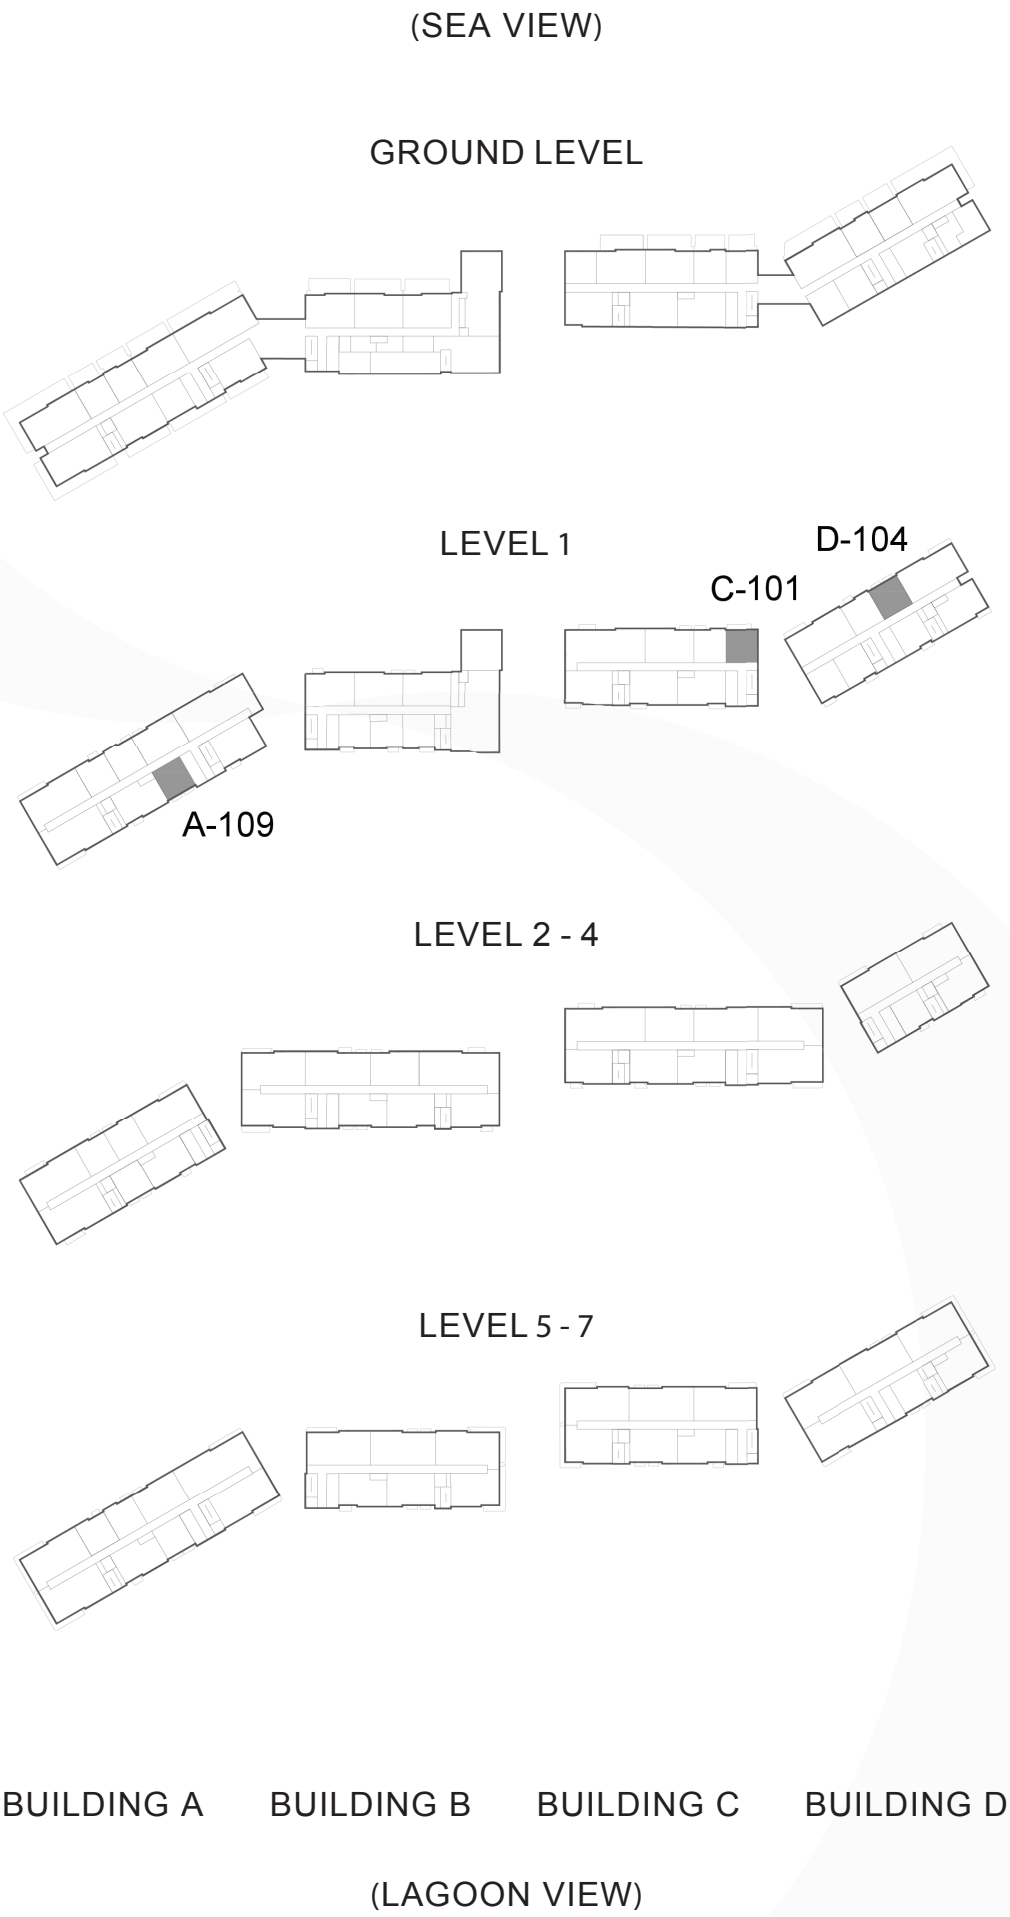 (SEA VIEW)
GROUND LEVEL
LEVEL 1
D-104
C-101
A-109
LEVEL 2 - 4
LEVEL 5 - 7
BUILDING A BUILDING B BUILDING C BUILDING D
(LAGOON VIEW)